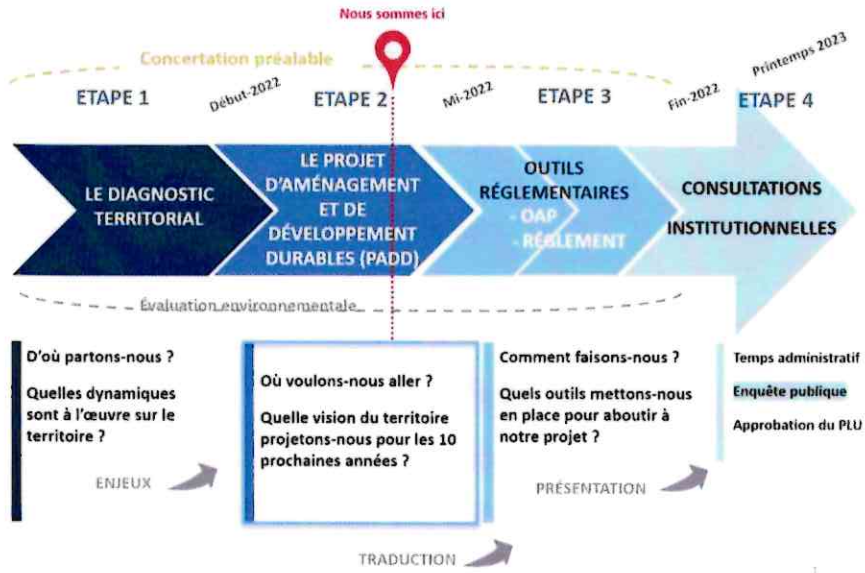 Nous sommes ici
Concertation préalable
ETAPE 1
Début-2022
ETAPE 2
Mi-2022
ETAPE 3
Fin-2022
Printemps 2023
ETAPE 4
LE DIAGNOSTIC
TERRITORIAL
LE PROJET
D'AMÉNAGEMENT
ET DE
DÉVELOPPEMENT
DURABLES (PADD)
OUTILS
RÉGLEMENTAIRES
- OAP
- RÉGLEMENT
CONSULTATIONS
INSTITUTIONNELLES
Évaluation environnementale
D'où partons-nous ?
Quelles dynamiques
sont à l'œuvre sur le
territoire ?
ENJEUX
Où voulons-nous aller ?
Quelle vision du territoire
projetons-nous pour les 10
prochaines années ?
TRADUCTION
Comment faisons-nous ?
Quels outils mettons-nous
en place pour aboutir à
notre projet ?
PRÉSENTATION
Temps administratif
Enquête publique
Approbation du PLU